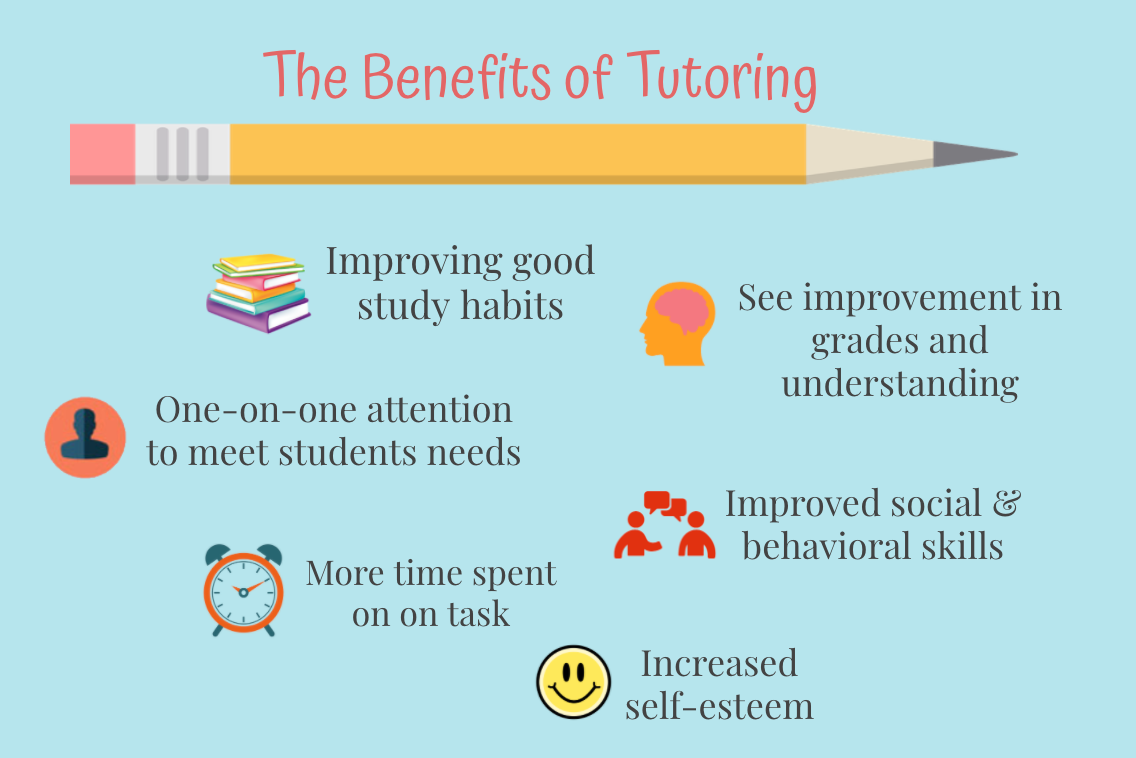 The Benefits of Tutoring
Improving good
study habits
See improvement in
grades and
understanding
One-on-one attention
to meet students needs
Improved social &
behavioral skills
More time spent
on on task
Increased
self-esteem